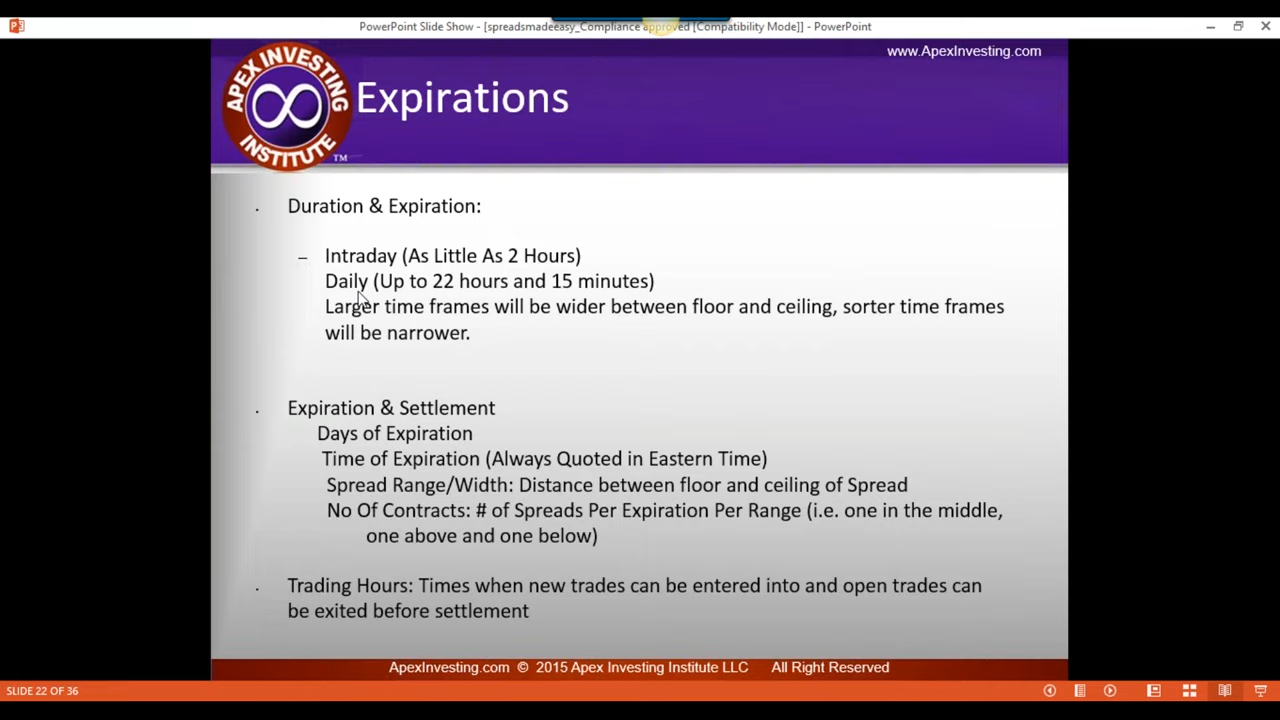 PowerPoint Slide Show - [spreadsmadeeasy_Compliance approved [Compatibility Mode]] - PowerPoint
www.ApexInvesting.com
APEX INVESTING
INSTITUTE
TM
Expirations
. Duration & Expiration:
– Intraday (As Little As 2 Hours)
Daily (Up to 22 hours and 15 minutes)
Larger time frames will be wider between floor and ceiling, sorter time frames
will be narrower.
. Expiration & Settlement
Days of Expiration
Time of Expiration (Always Quoted in Eastern Time)
Spread Range/Width: Distance between floor and ceiling of Spread
No Of Contracts: # of Spreads Per Expiration Per Range (i.e. one in the middle,
one above and one below)
. Trading Hours: Times when new trades can be entered into and open trades can
be exited before settlement
ApexInvesting.com © 2015 Apex Investing Institute LLC All Right Reserved
SLIDE 22 OF 36